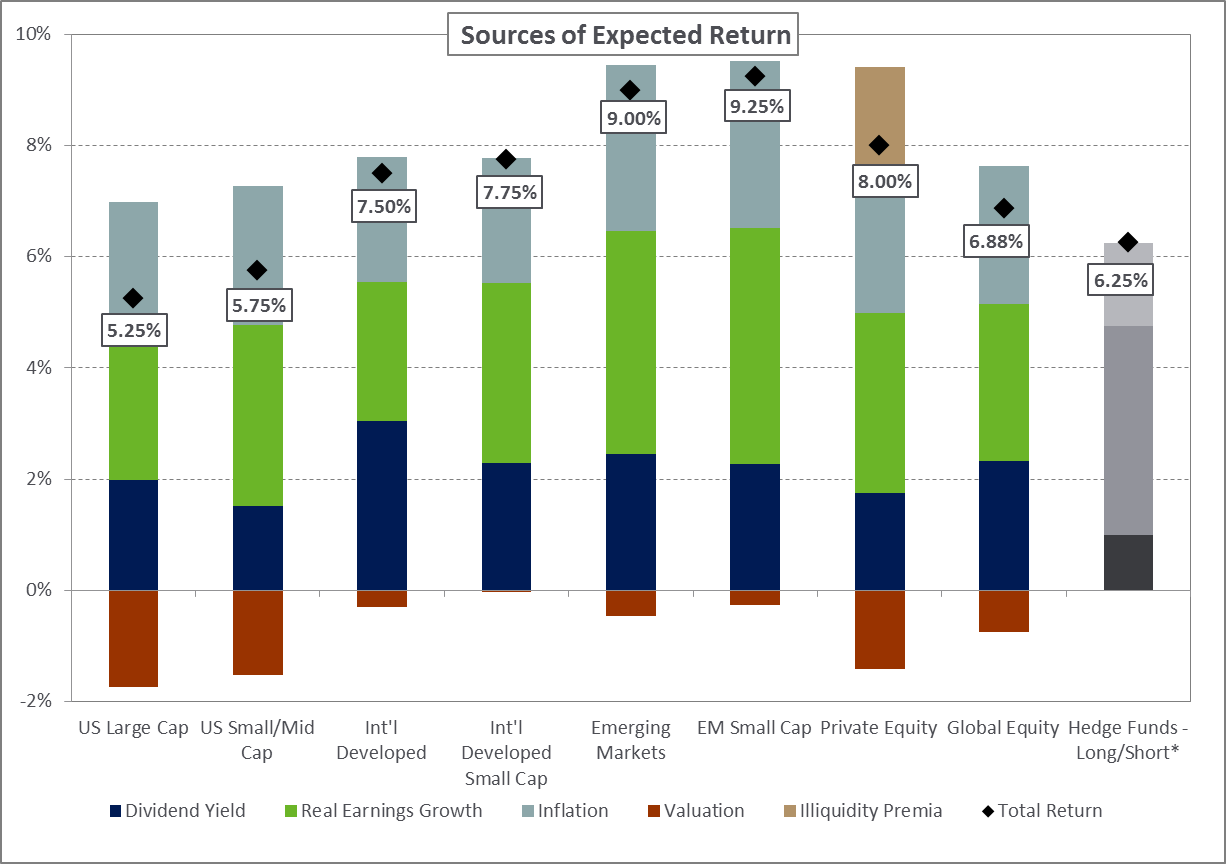 Sources of Expected Return
10%
8%
6%
4%
2%
0%
-2%
5.25%
5.75%
7.50%
7.75%
9.00%
9.25%
8.00%
6.88%
6.25%
US Large Cap
US Small/Mid
Cap
Int'l
Developed
Int'l
Developed
Small Cap
Emerging
Markets
EM Small Cap
Private Equity
Global Equity
Hedge Funds -
Long/Short*
Dividend Yield
Real Earnings Growth
Inflation
Valuation
Illiquidity Premia
Total Return